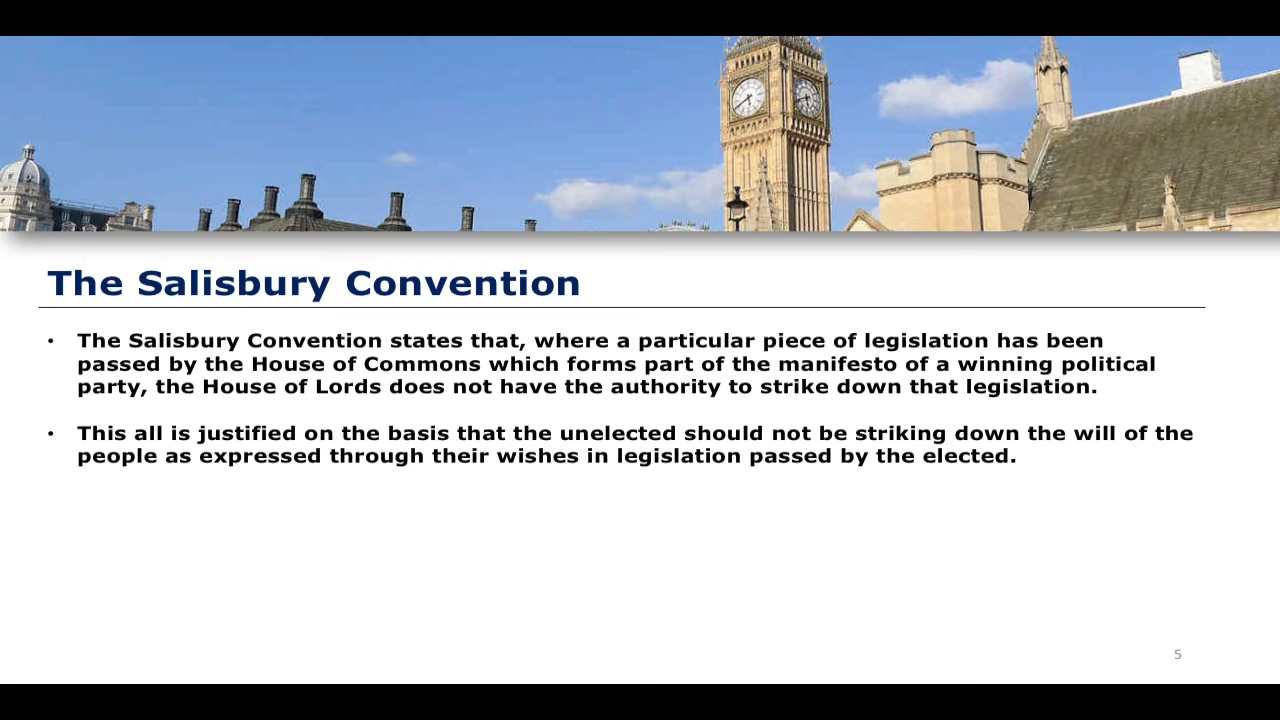 The Salisbury Convention
• The Salisbury Convention states that, where a particular piece of legislation has been
passed by the House of Commons which forms part of the manifesto of a winning political
party, the House of Lords does not have the authority to strike down that legislation.
• This all is justified on the basis that the unelected should not be striking down the will of the
people as expressed through their wishes in legislation passed by the elected.
5